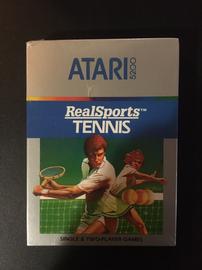 ATARI 5200
RealSports™
TENNIS
SINGLE & TWO-PLAYER GAMES